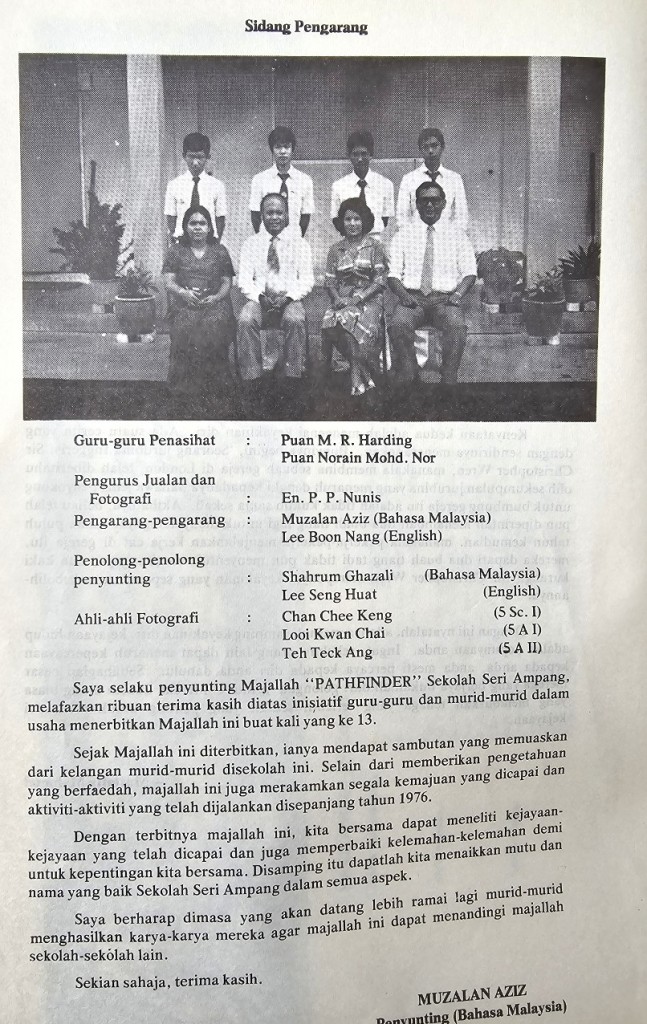 Sidang Pengarang
Guru-guru Penasihat : Puan M. R. Harding
Puan Norain Mohd. Nor
Pengurus Jualan dan
Fotografi : En. P. P. Nunis
Pengarang-pengarang : Muzalan Aziz (Bahasa Malaysia)
Lee Boon Nang (English)
Penolong-penolong
penyunting : Shahrum Ghazali (Bahasa Malaysia)
Lee Seng Huat (English)
Ahli-ahli Fotografi : Chan Chee Keng (5 Sc. I)
Looi Kwan Chai (5 A I)
Teh Teck Ang (5 A II)
Saya selaku penyunting Majallah "PATHFINDER" Sekolah Seri Ampang,
melafazkan ribuan terima kasih diatas inisiatif guru-guru dan murid-murid dalam
usaha menerbitkan Majallah ini buat kali yang ke 13.
Sejak Majallah ini diterbitkan, ianya mendapat sambutan yang memuaskan
dari kelangan murid-murid disekolah ini. Selain dari memberikan pengetahuan
yang berfaedah, majallah ini juga merakamkan segala kemajuan yang dicapai dan
aktiviti-aktiviti yang telah dijalankan disepanjang tahun 1976.
Dengan terbitnya majallah ini, kita bersama dapat meneliti kejayaan-
kejayaan yang telah dicapai dan juga memperbaiki kelemahan-kelemahan demi
untuk kepentingan kita bersama. Disamping itu dapatlah kita menaikkan mutu dan
nama yang baik Sekolah Seri Ampang dalam semua aspek.
Saya berharap dimasa yang akan datang lebih ramai lagi murid-murid
menghasilkan karya-karya mereka agar majallah ini dapat menandingi majallah
sekolah-sekolah lain.
Sekian sahaja, terima kasih.
MUZALAN AZIZ
Penyunting (Bahasa Malaysia)